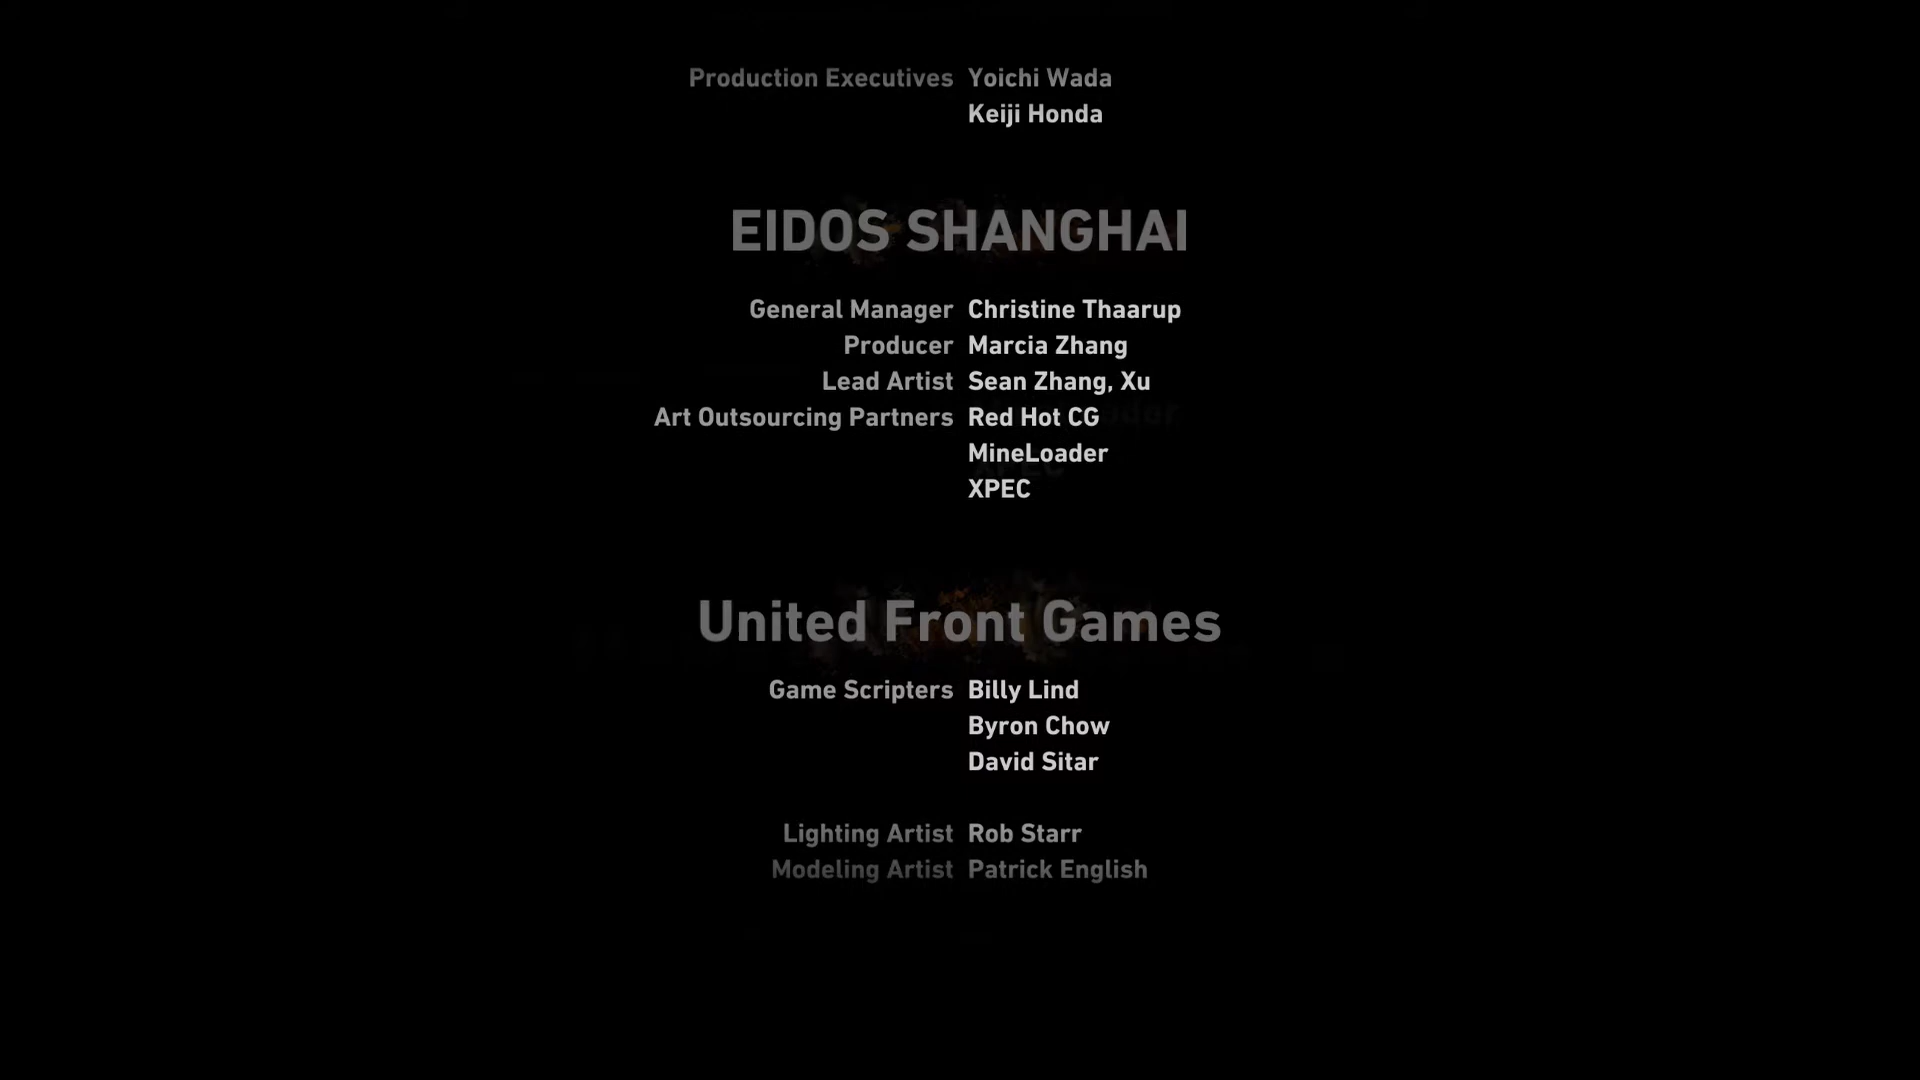 Production Executives Yoichi Wada
Keiji Honda
EIDOS SHANGHAI
General Manager Christine Thaarup
Producer Marcia Zhang
Lead Artist Sean Zhang, Xu
Art Outsourcing Partners Red Hot CG
MineLoader
XPEC
United Front Games
Game Scripters Billy Lind
Byron Chow
David Sitar
Lighting Artist Rob Starr
Modeling Artist Patrick English